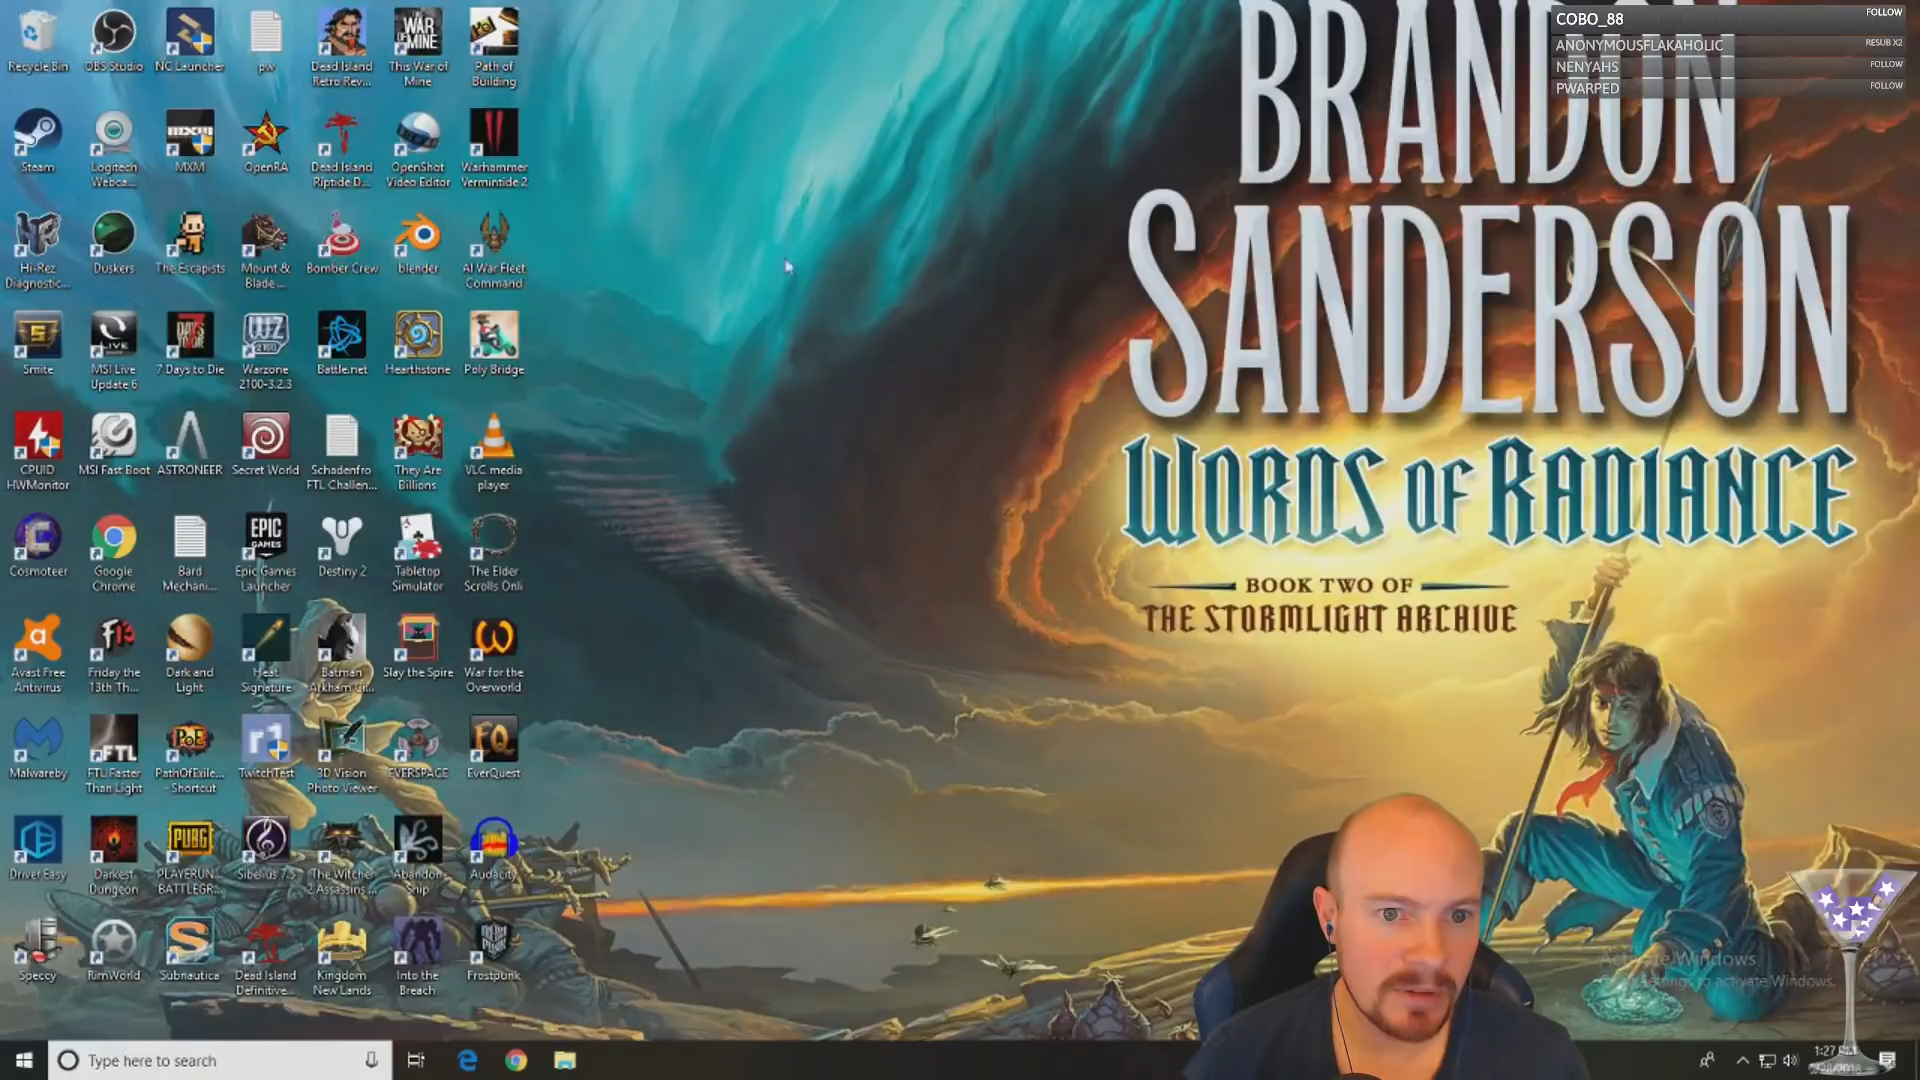 BRANDON
SANDERSON
WORDS OF RADIANCE
BOOK TWO OF
THE STORMLIGHT ARCHIVE
COBO_88 FOLLOW
ANONYMOUSFLAKAHOLIC RESUB X2
NENYAHS FOLLOW
PWARPED FOLLOW
Recycle Bin
OBS Studio
NC Launcher
pw
Dead Island
Retro Rev...
This War of
Mine
Path of
Building
Steam
Logitech
Webca...
MXM
OpenRA
Dead Island
Riptide D...
OpenShot
Video Editor
Warhammer
Vermintide 2
Hi-Rez
Diagnostic...
Duskers
The Escapists
Mount &
Blade ...
Bomber Crew
blender
AI War Fleet
Command
Smite
MSI Live
Update 6
7 Days to Die
Warzone
2100-3.2.3
Battle.net
Hearthstone
Poly Bridge
CPUID
HWMonitor
MSI Fast Boot
ASTRONEER
Secret World
Schadenfro
FTL Challen...
They Are
Billions
VLC media
player
Cosmoteer
Google
Chrome
Bard
Mechani...
Epic Games
Launcher
Destiny 2
Tabletop
Simulator
The Elder
Scrolls Onli
Avast Free
Antivirus
Friday the
13th Th...
Dark and
Light
Heat
Signature
Batman
Arkham
Slay the Spire
War for the
Overworld
Malwareby
FTL Faster
Than Light
PathOfExile...
- Shortcut
TwitchTest
3D Vision
Photo Viewer
EVERSPACE
EverQuest
Driver Easy
Darkest
Dungeon
PLAYERUN...
BATTLEGR...
Sibelius 7.5
The Witcher
2 Assassins ...
Abandon
Ship
Audacity
Speccy
RimWorld
Subnautica
Dead Island
Definitive...
Kingdom
New Lands
Into the
Breach
Frostpunk
Activate Windows
to activate Windows.
Type here to search
1:27 PM